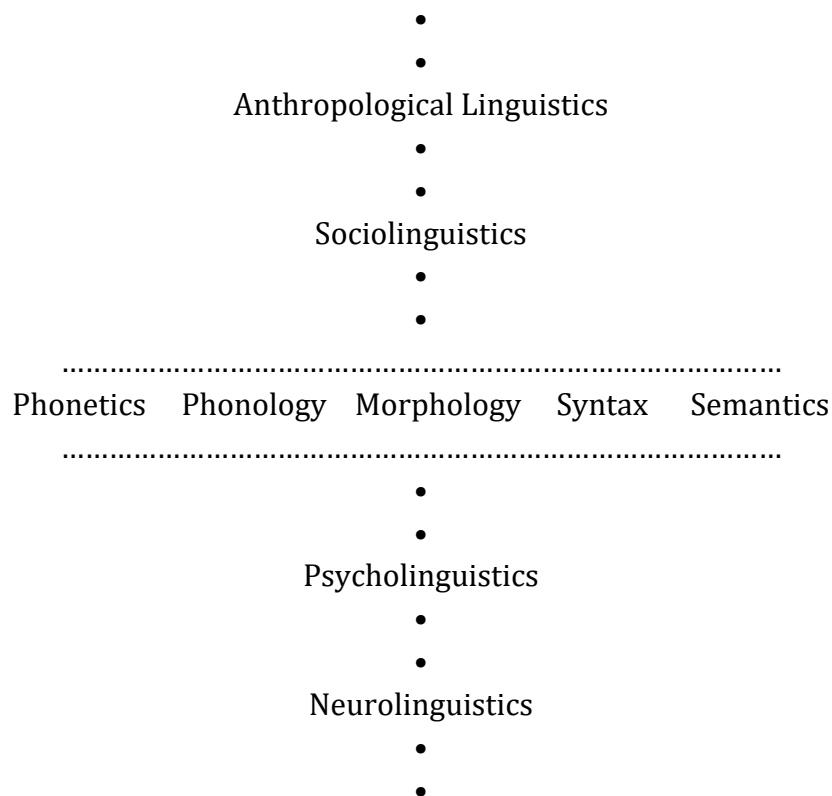 •
•
Anthropological Linguistics
•
•
Sociolinguistics
•
•
………………………………………………………………………………
Phonetics Phonology Morphology Syntax Semantics
………………………………………………………………………………
•
•
Psycholinguistics
•
•
Neurolinguistics
•
•